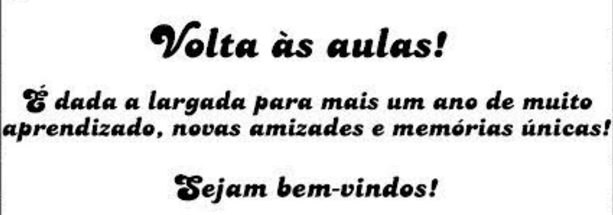 Volta às aulas!
É dada a largada para mais um ano de muito
aprendizado, novas amizades e memórias únicas!
Sejam bem-vindos!